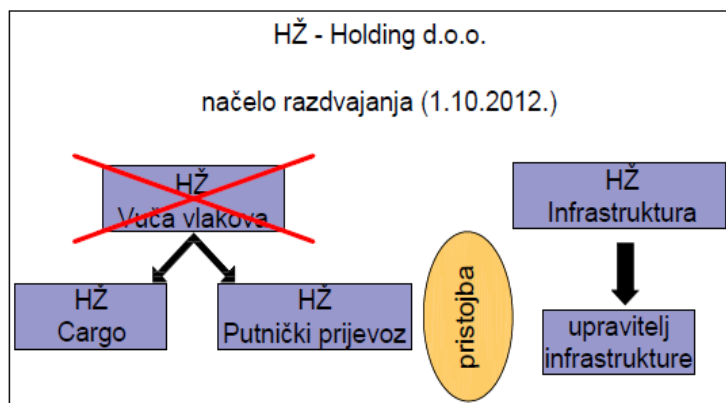 HŽ - Holding d.o.o.
načelo razdvajanja (1.10.2012.)
HŽ
Vuča vlakova
HŽ
Infrastruktura
HŽ
Cargo
HŽ
Putnički prijevoz
pristojba
upravitelj
infrastrukture